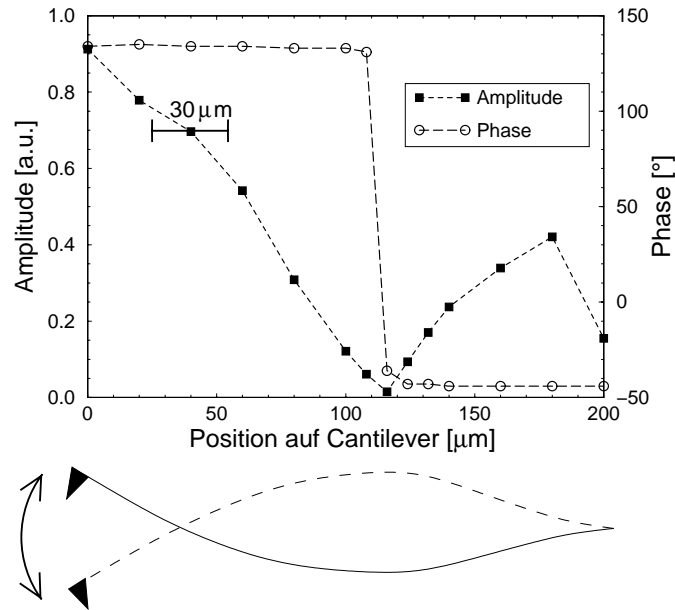 1.0
0.8
0.6
0.4
0.2
0.0
Amplitude [a.u.]
150
100
50
0
−50
Phase [°]
30 μm
Amplitude
Phase
0
50
100
150
200
Position auf Cantilever [μm]